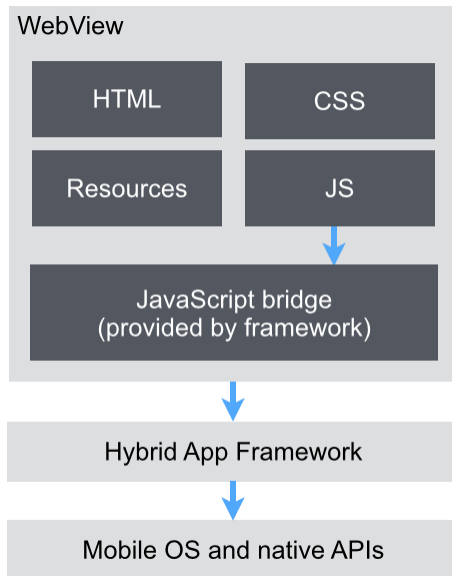 WebView
HTML
CSS
Resources
JS
JavaScript bridge
(provided by framework)
Hybrid App Framework
Mobile OS and native APIs